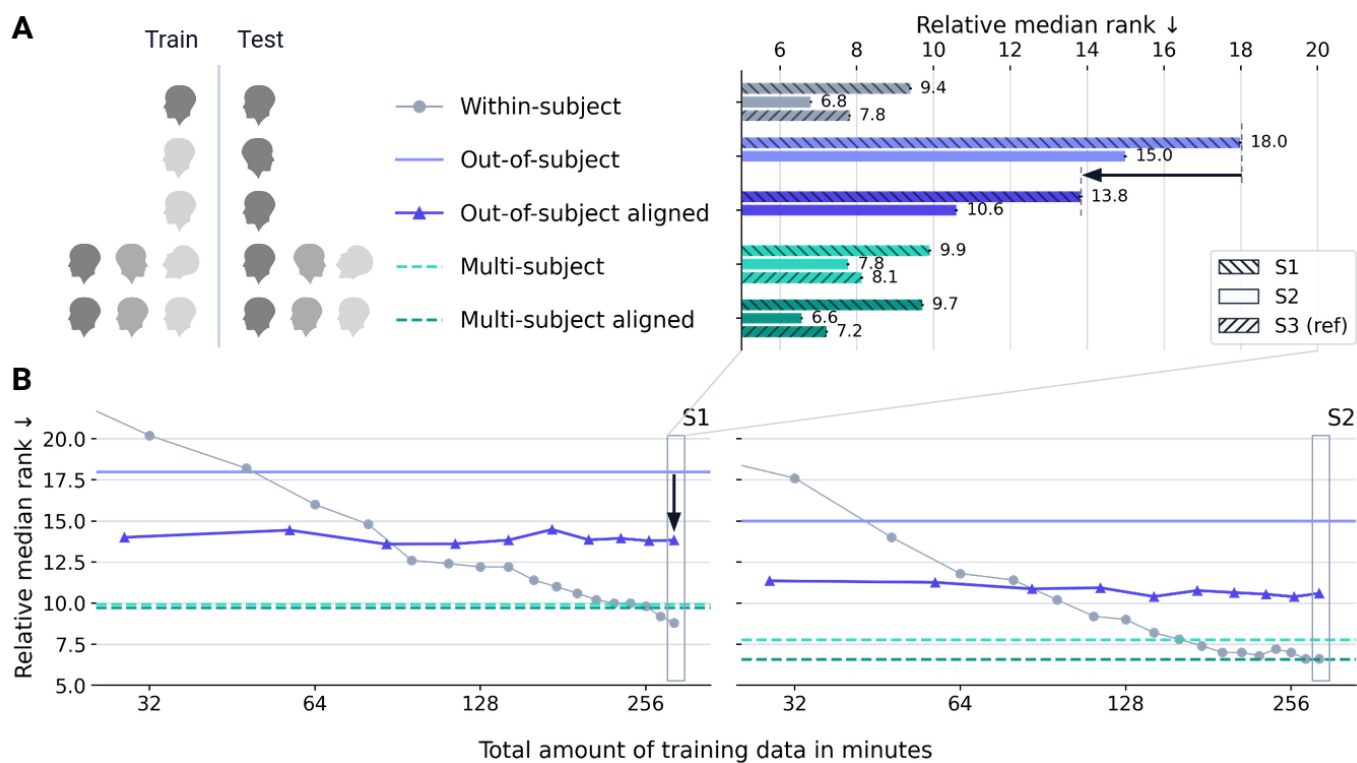 A
Train Test
Within-subject
Out-of-subject
Out-of-subject aligned
Multi-subject
Multi-subject aligned
Relative median rank ↓
6 8 10 12 14 16 18 20
9.4
6.8
7.8
18.0
15.0
13.8
10.6
9.9
7.8
8.1
9.7
6.6
7.2
S1
S2
S3 (ref)
B
Relative median rank ↓
S1
20.0
17.5
15.0
12.5
10.0
7.5
5.0
32 64 128 256
S2
32 64 128 256
Total amount of training data in minutes